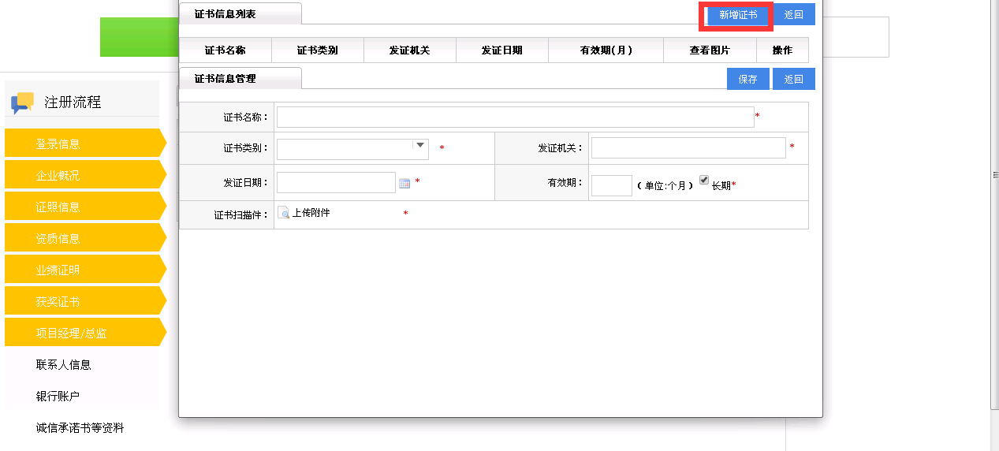 证书信息列表
新增证书 返回
证书名称 证书类别 发证机关 发证日期 有效期(月) 查看图片 操作
证书信息管理
保存 返回
注册流程
登录信息
企业概况
证照信息
资质信息
业绩证明
获奖证书
项目经理/总监
联系人信息
银行账户
诚信承诺书等资料
证书名称： *
证书类别： * 发证机关： *
发证日期： * 有效期： （单位:个月） 长期*
证书扫描件： 上传附件 *